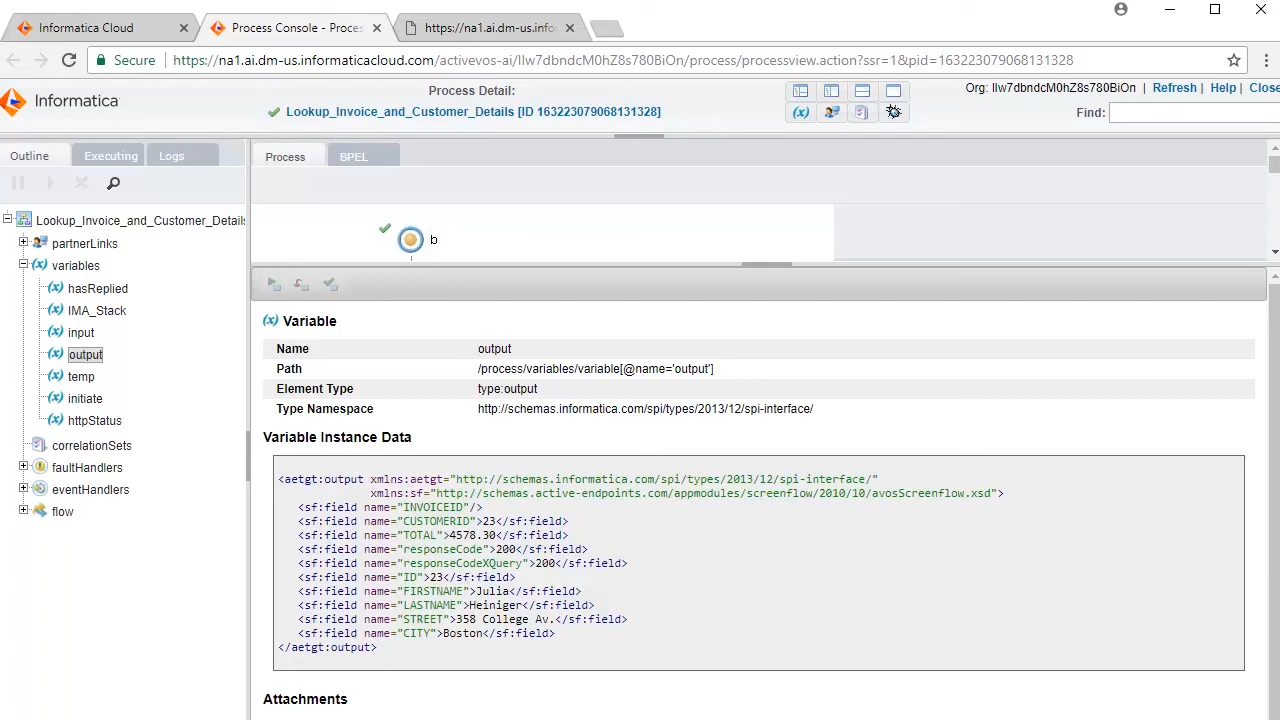 Informatica Cloud
Process Console - Proces
https://na1.ai.dm-us.info
Secure
https://na1.ai.dm-us.informaticacloud.com/activevos-ai/lIw7dbndcM0hZ8s780BiOn/process/processview.action?ssr=1&pid=163223079068131328
Informatica
Process Detail:
Lookup_Invoice_and_Customer_Details [ID 163223079068131328]
(x)
Org: lIw7dbndcM0hZ8s780BiOn | Refresh | Help | Close
Find:
Outline
Executing
Logs
Process
BPEL
Lookup_Invoice_and_Customer_Details
partnerLinks
(x) variables
(x) hasReplied
(x) IMA_Stack
(x) input
(x) output
(x) temp
(x) initiate
(x) httpStatus
correlationSets
faultHandlers
eventHandlers
flow
b
(x) Variable
Name output
Path /process/variables/variable[@name='output']
Element Type type:output
Type Namespace http://schemas.informatica.com/spi/types/2013/12/spi-interface/
Variable Instance Data
<aetgt:output xmlns:aetgt="http://schemas.informatica.com/spi/types/2013/12/spi-interface/"
xmlns:sf="http://schemas.active-endpoints.com/appmodules/screenflow/2010/10/avosScreenflow.xsd">
<sf:field name="INVOICEID"/>
<sf:field name="CUSTOMERID">23</sf:field>
<sf:field name="TOTAL">4578.30</sf:field>
<sf:field name="responseCode">200</sf:field>
<sf:field name="responseCodeXQuery">200</sf:field>
<sf:field name="ID">23</sf:field>
<sf:field name="FIRSTNAME">Julia</sf:field>
<sf:field name="LASTNAME">Heiniger</sf:field>
<sf:field name="STREET">358 College Av.</sf:field>
<sf:field name="CITY">Boston</sf:field>
</aetgt:output>
Attachments